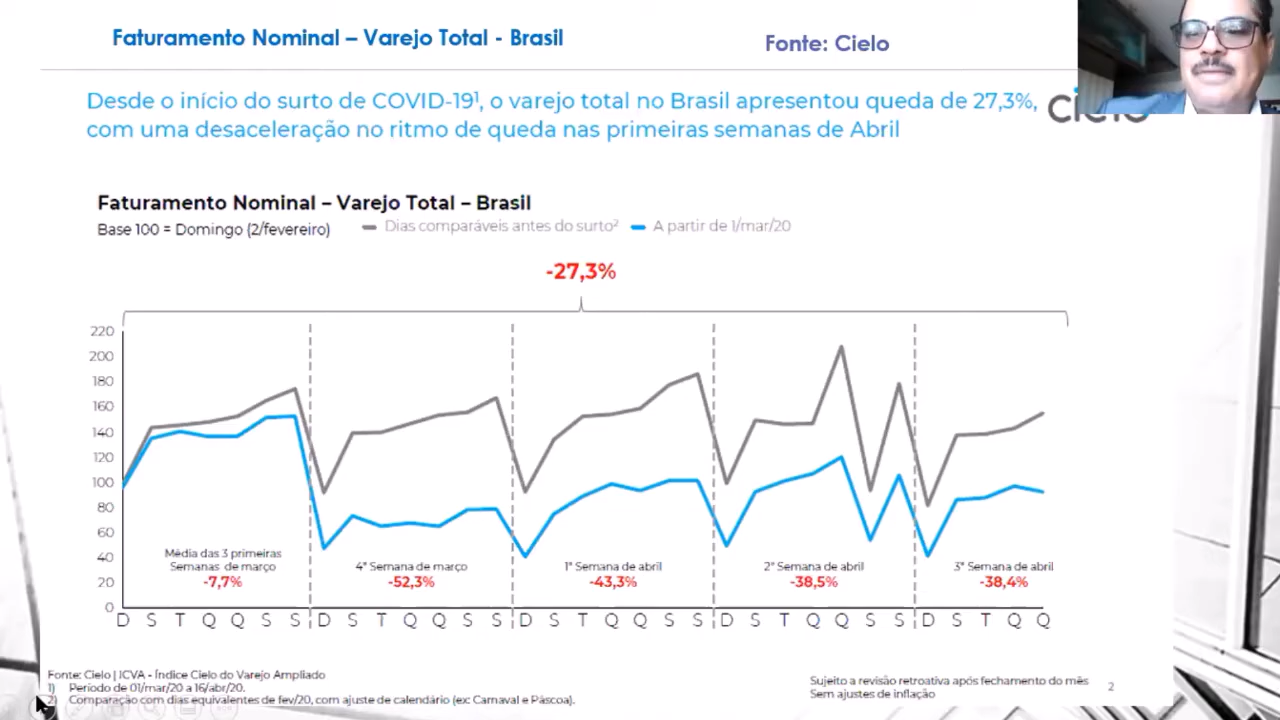 Faturamento Nominal – Varejo Total - Brasil
Fonte: Cielo
Desde o início do surto de COVID-19¹, o varejo total no Brasil apresentou queda de 27,3%,
com uma desaceleração no ritmo de queda nas primeiras semanas de Abril
cielo
Faturamento Nominal – Varejo Total – Brasil
Base 100 = Domingo (2/fevereiro)
Dias comparáveis antes do surto²
A partir de 1/mar/20
-27,3%
220
200
180
160
140
120
100
80
60
40
20
0
Média das 3 primeiras
Semanas de março
-7,7%
4ª Semana de março
-52,3%
1ª Semana de abril
-43,3%
2ª Semana de abril
-38,5%
3ª Semana de abril
-38,4%
D S T Q Q S S D S T Q Q S S D S T Q Q S S D S T Q Q S S D S T Q Q
Fonte: Cielo | ICVA - Índice Cielo do Varejo Ampliado
1) Período de 01/mar/20 a 16/abr/20.
2) Comparação com dias equivalentes de fev/20, com ajuste de calendário (ex: Carnaval e Páscoa).
Sujeito a revisão retroativa após fechamento do mês
Sem ajustes de inflação
2